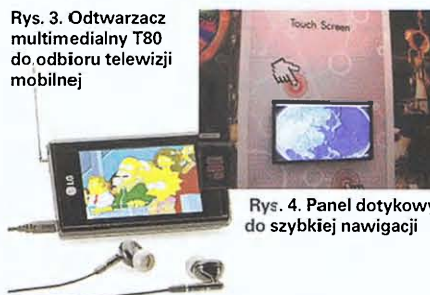 Rys. 3. Odtwarzacz
multimedialny T80
do odbioru telewizji
mobilnej
Touch Screen
LG
Rys. 4. Panel dotykowy
do szybkiej nawigacji